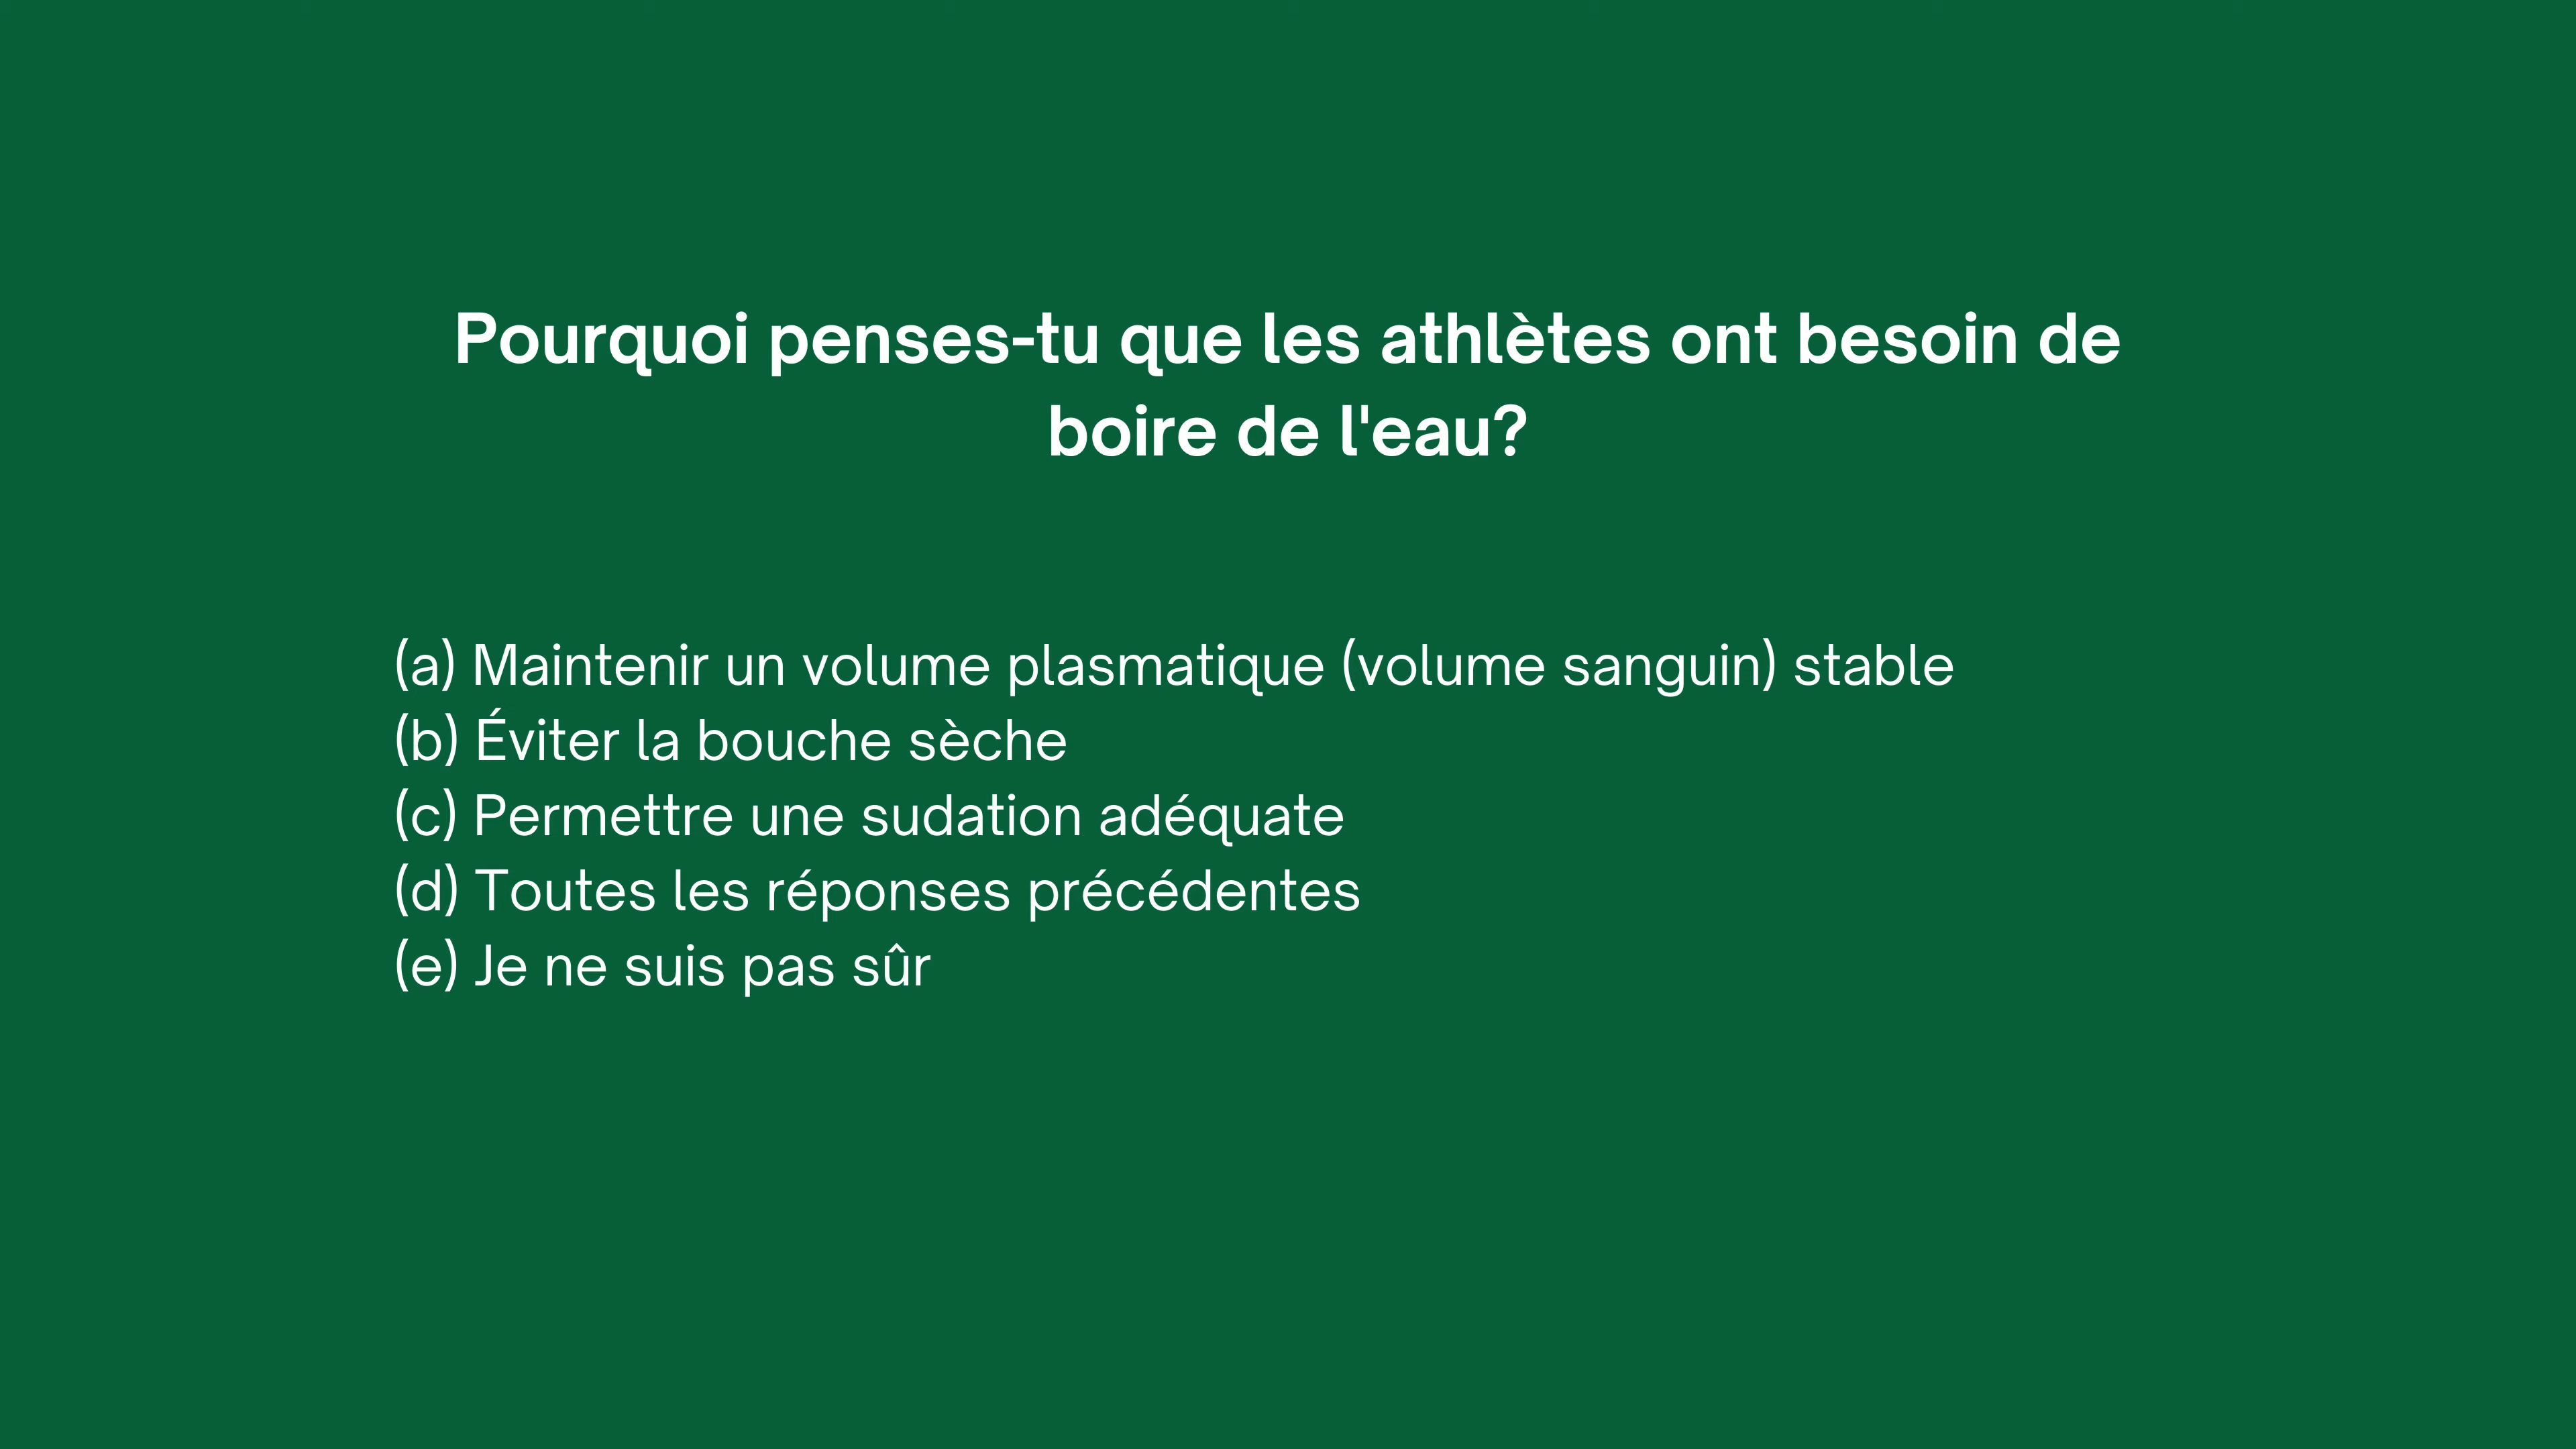 Pourquoi penses-tu que les athlètes ont besoin de
boire de l'eau?
(a) Maintenir un volume plasmatique (volume sanguin) stable
(b) Éviter la bouche sèche
(c) Permettre une sudation adéquate
(d) Toutes les réponses précédentes
(e) Je ne suis pas sûr